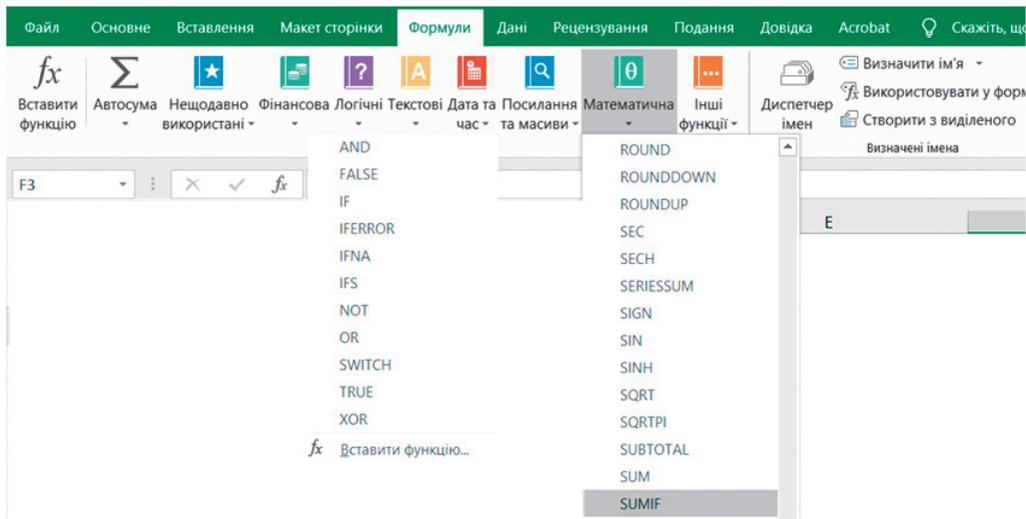 Файл Основне Вставлення Макет сторінки Формули Дані Рецензування Подання Довідка Acrobat Скажіть, що
fx Вставити функцію
Автосума
Нещодавно використані
Фінансова
Логічні
Текстові
Дата та час
Посилання та масиви
Математична
Інші функції
Диспетчер імен
Визначити ім'я
Використовувати у форм
Створити з виділеного
Визначені імена
F3
fx
E
AND
FALSE
IF
IFERROR
IFNA
IFS
NOT
OR
SWITCH
TRUE
XOR
fx Вставити функцію...
ROUND
ROUNDDOWN
ROUNDUP
SEC
SECH
SERIESSUM
SIGN
SIN
SINH
SQRT
SQRTPI
SUBTOTAL
SUM
SUMIF